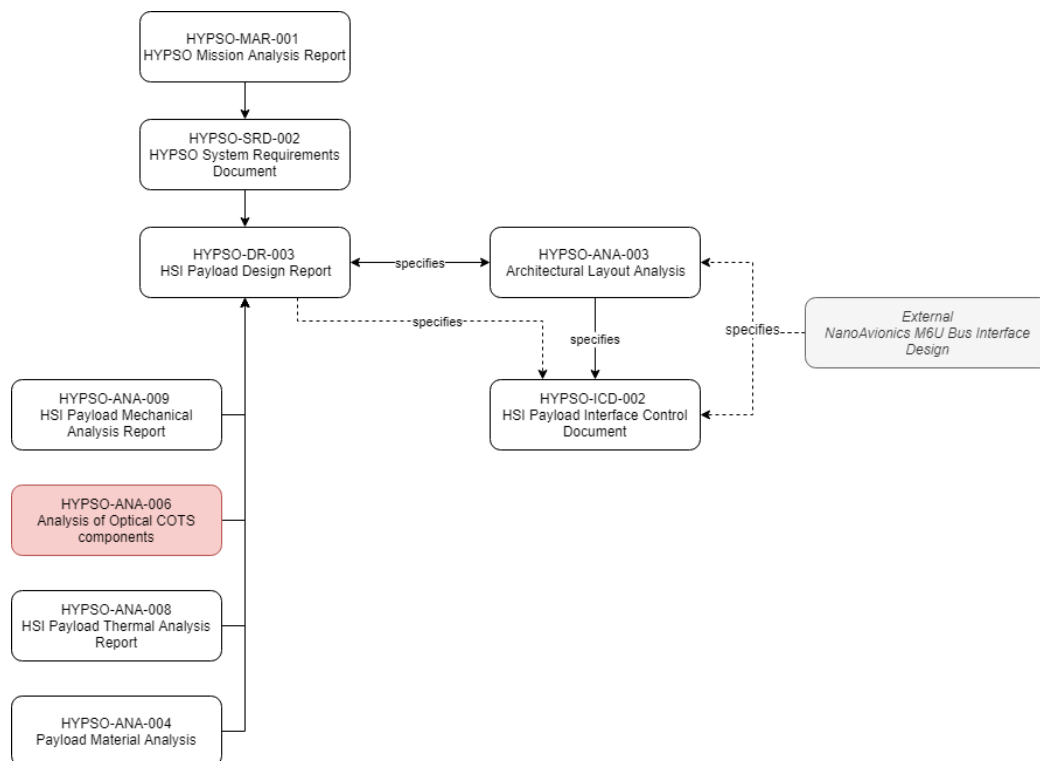 HYPSO-MAR-001
HYPSO Mission Analysis Report
HYPSO-SRD-002
HYPSO System Requirements
Document
HYPSO-DR-003
HSI Payload Design Report
specifies
HYPSO-ANA-003
Architectural Layout Analysis
specifies
specifies
specifies
External
NanoAvionics M6U Bus Interface
Design
HYPSO-ICD-002
HSI Payload Interface Control
Document
HYPSO-ANA-009
HSI Payload Mechanical
Analysis Report
HYPSO-ANA-006
Analysis of Optical COTS
components
HYPSO-ANA-008
HSI Payload Thermal Analysis
Report
HYPSO-ANA-004
Payload Material Analysis